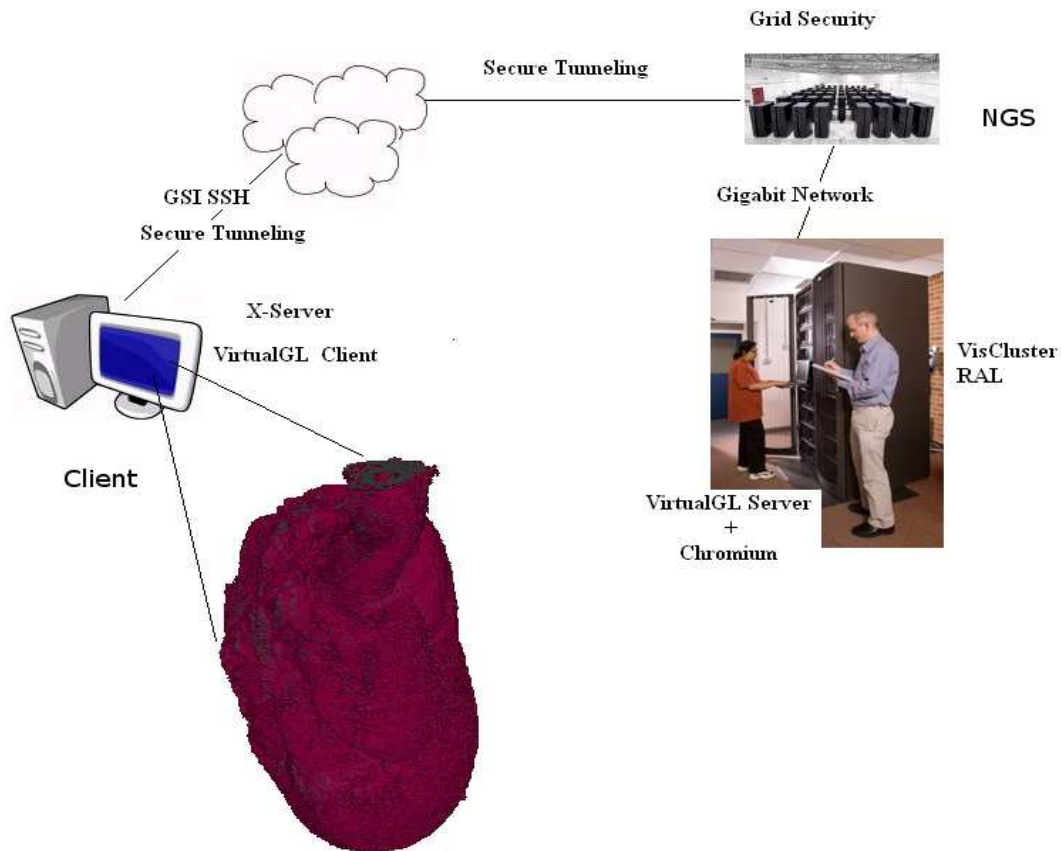 Grid Security
Secure Tunneling
NGS
GSI SSH
Gigabit Network
Secure Tunneling
X-Server
VirtualGL Client
VisCluster
RAL
Client
VirtualGL Server
+
Chromium